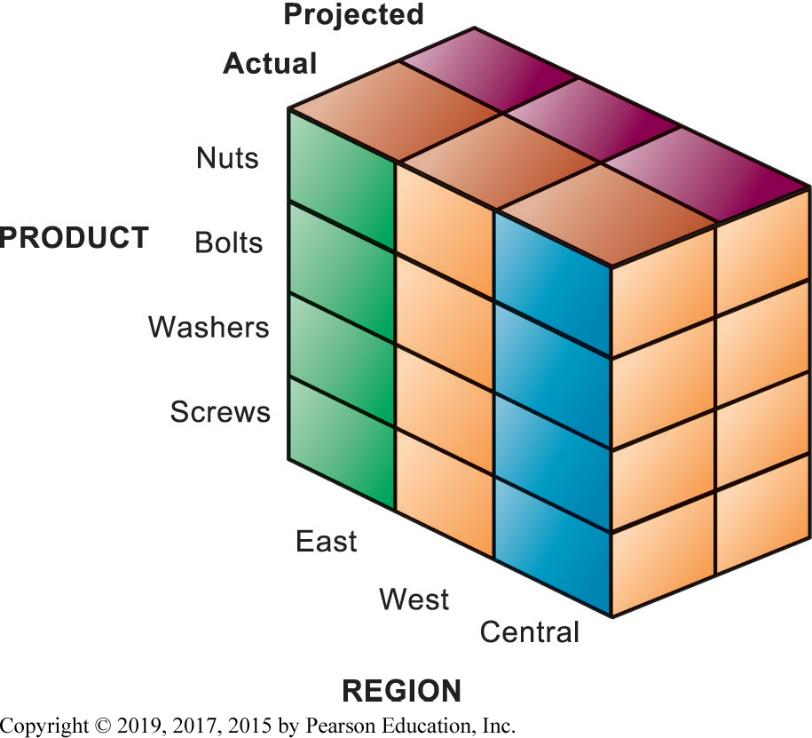 Projected
Actual
Nuts
PRODUCT
Bolts
Washers
Screws
East
West
Central
REGION
Copyright © 2019, 2017, 2015 by Pearson Education, Inc.